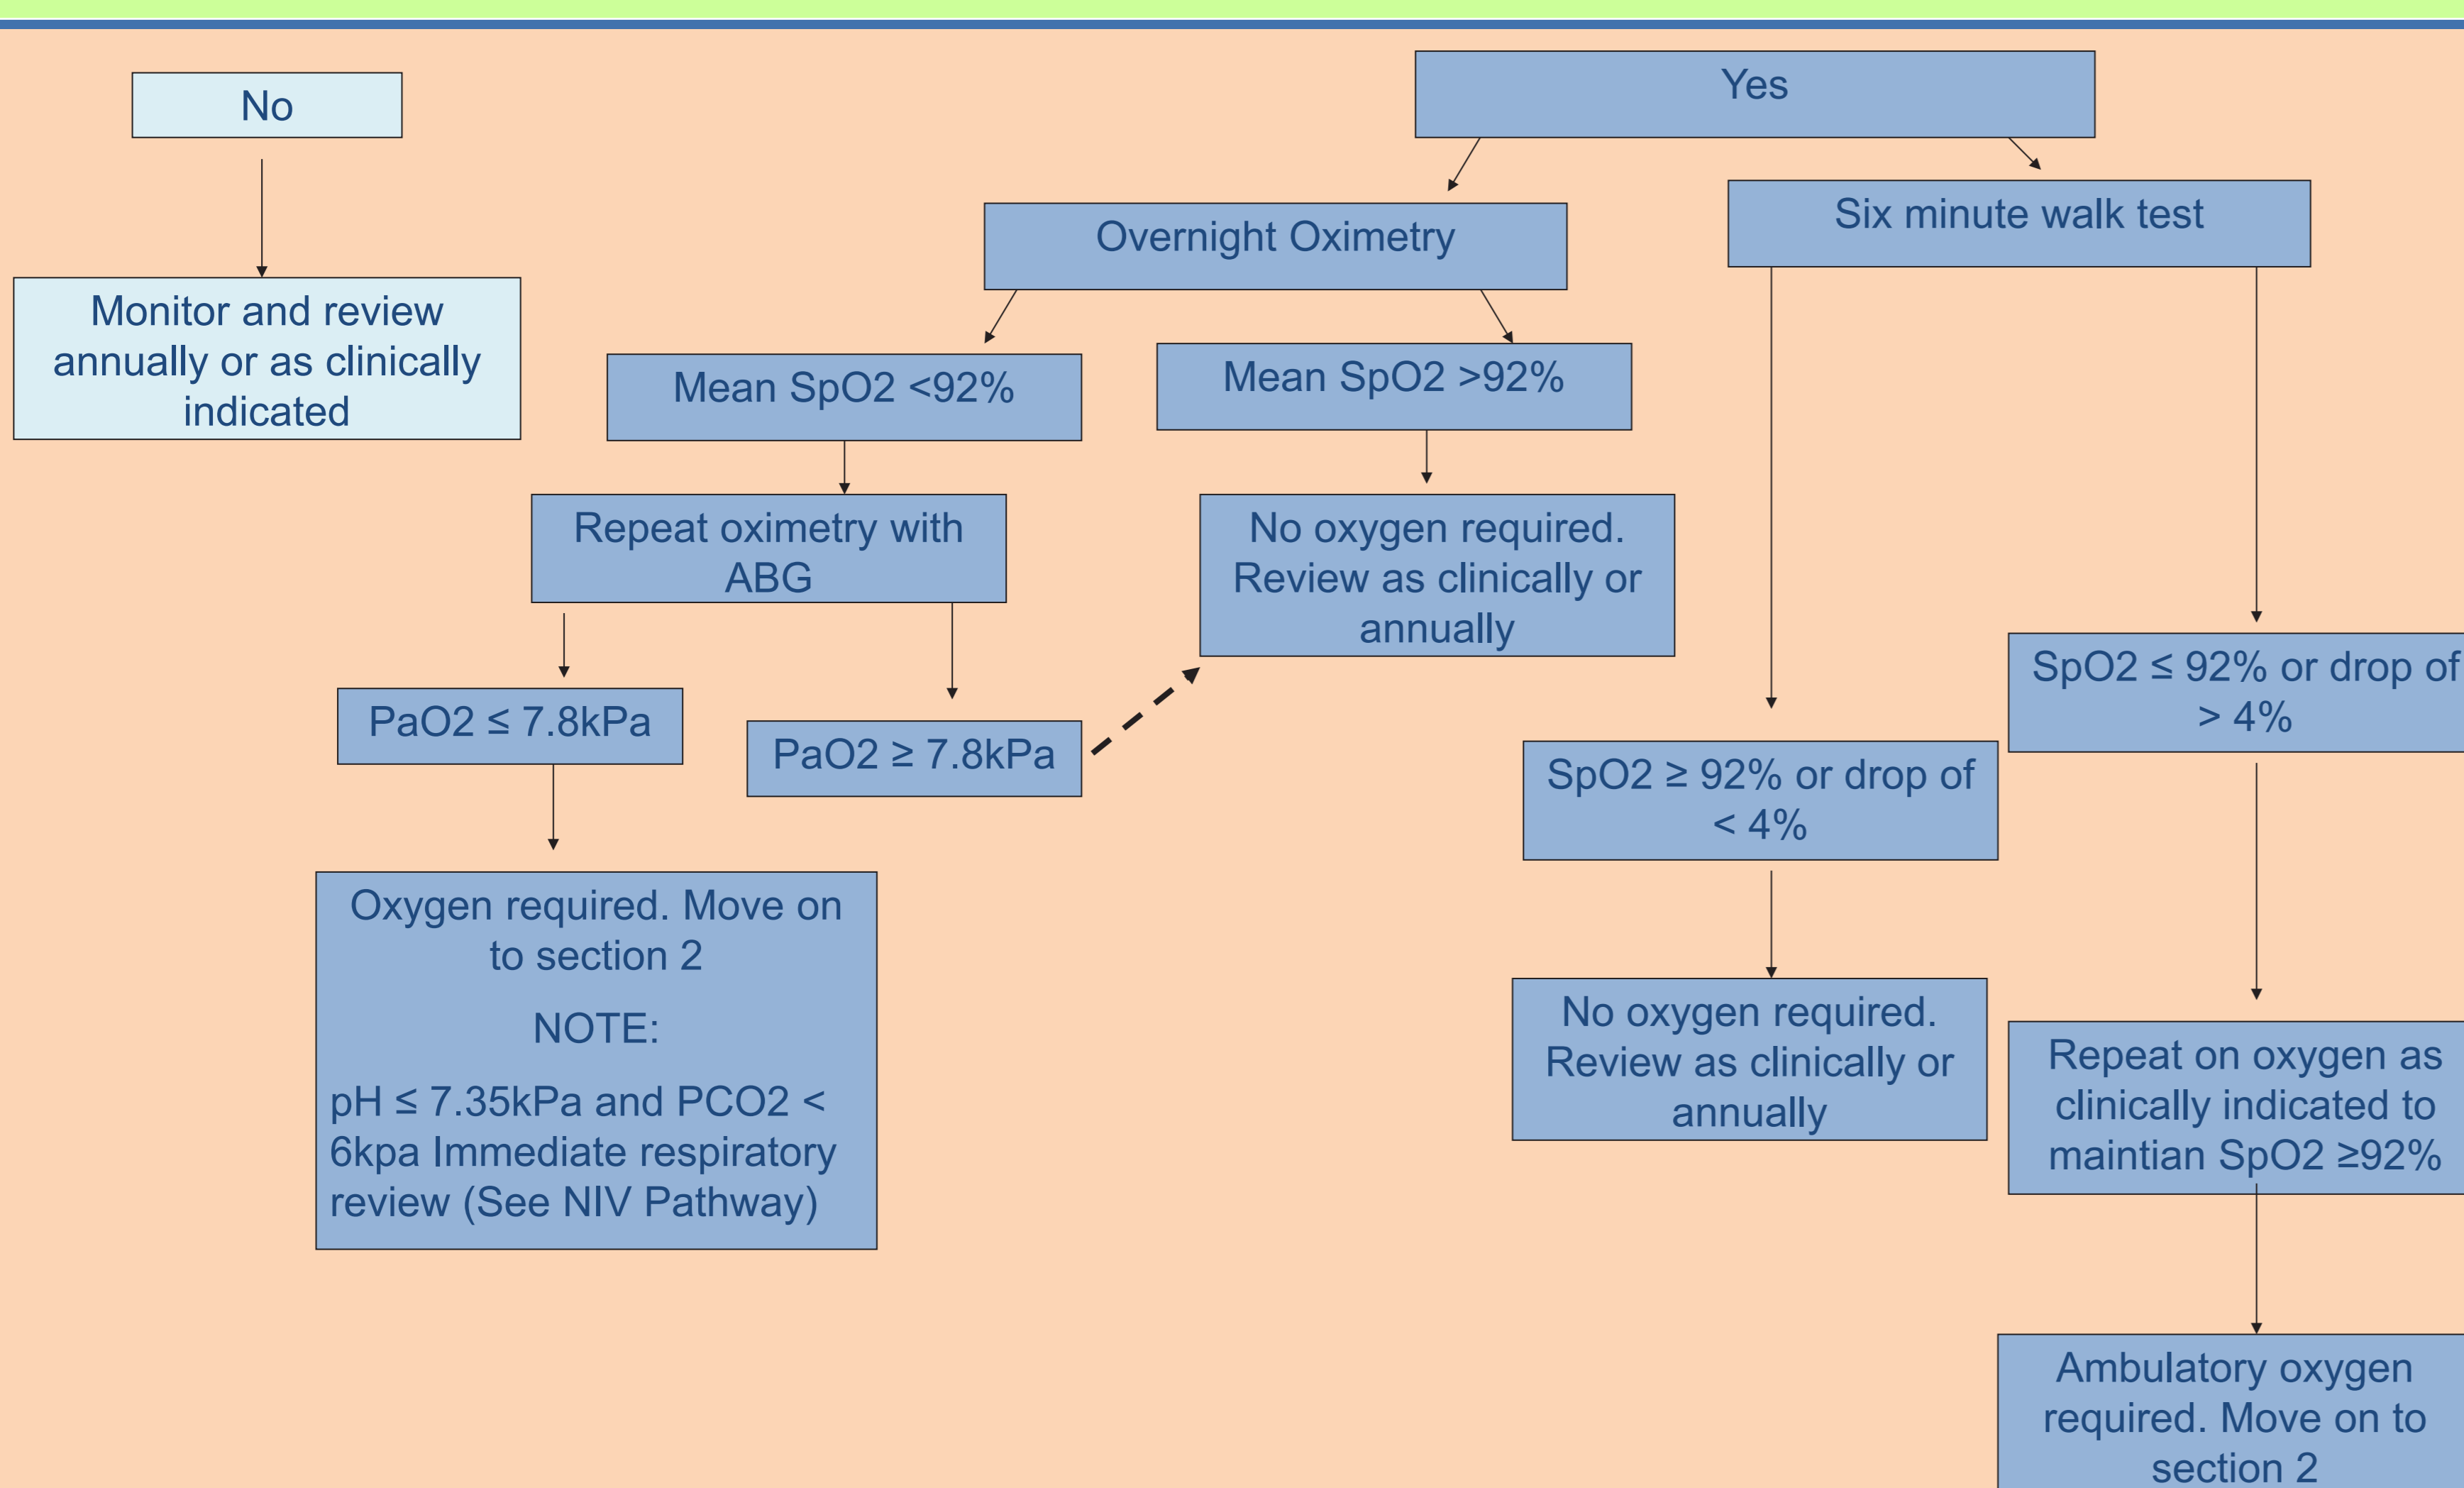 No
Yes
Six minute walk test
Overnight Oximetry
Monitor and review
annually or as clinically
indicated
Mean SpO2 <92%
Mean SpO2 >92%
Repeat oximetry with
ABG
No oxygen required.
Review as clinically or
annually
SpO2 ≤ 92% or drop of
> 4%
PaO2 ≤ 7.8kPa
PaO2 ≥ 7.8kPa
SpO2 ≥ 92% or drop of
< 4%
Oxygen required. Move on
to section 2
NOTE:
pH ≤ 7.35kPa and PCO2 <
6kpa Immediate respiratory
review (See NIV Pathway)
No oxygen required.
Review as clinically or
annually
Repeat on oxygen as
clinically indicated to
maintian SpO2 ≥92%
Ambulatory oxygen
required. Move on to
section 2